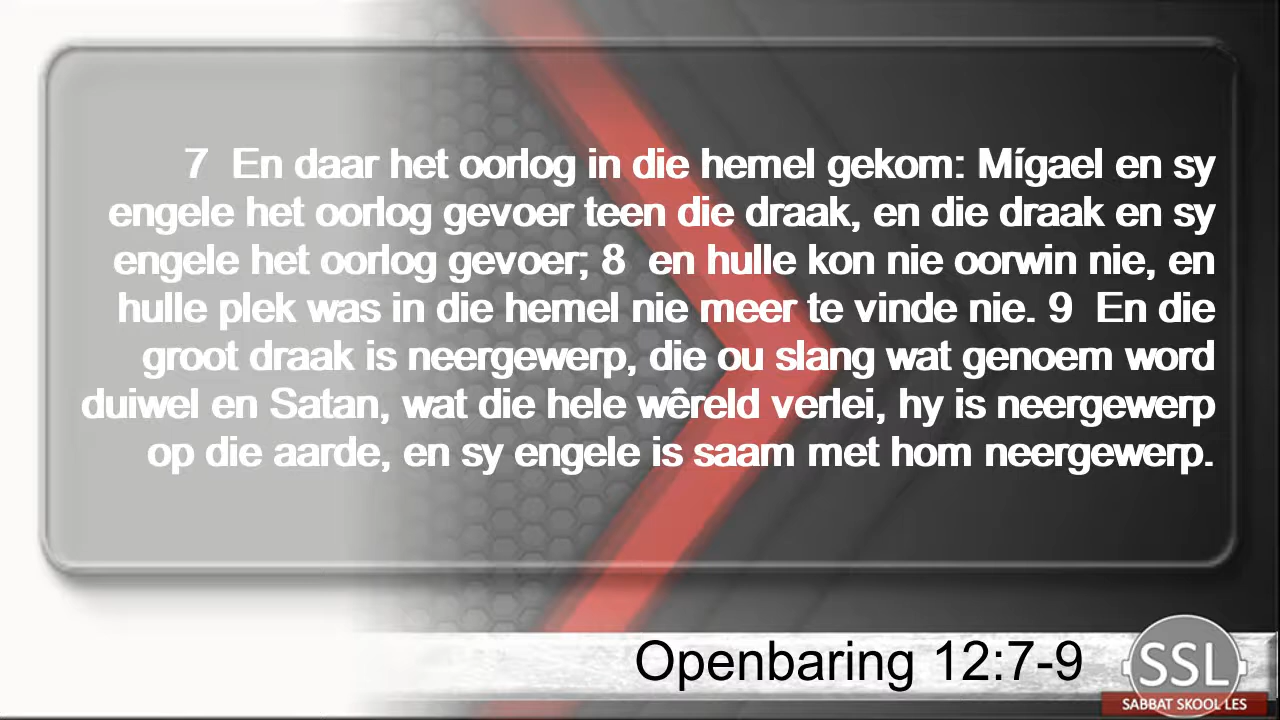 7 En daar het oorlog in die hemel gekom: Mígael en sy
engele het oorlog gevoer teen die draak, en die draak en sy
engele het oorlog gevoer; 8 en hulle kon nie oorwin nie, en
hulle plek was in die hemel nie meer te vinde nie. 9 En die
groot draak is neergewerp, die ou slang wat genoem word
duiwel en Satan, wat die hele wêreld verlei, hy is neergewerp
op die aarde, en sy engele is saam met hom neergewerp.
Openbaring 12:7-9
SSL
SABBAT SKOOL LES